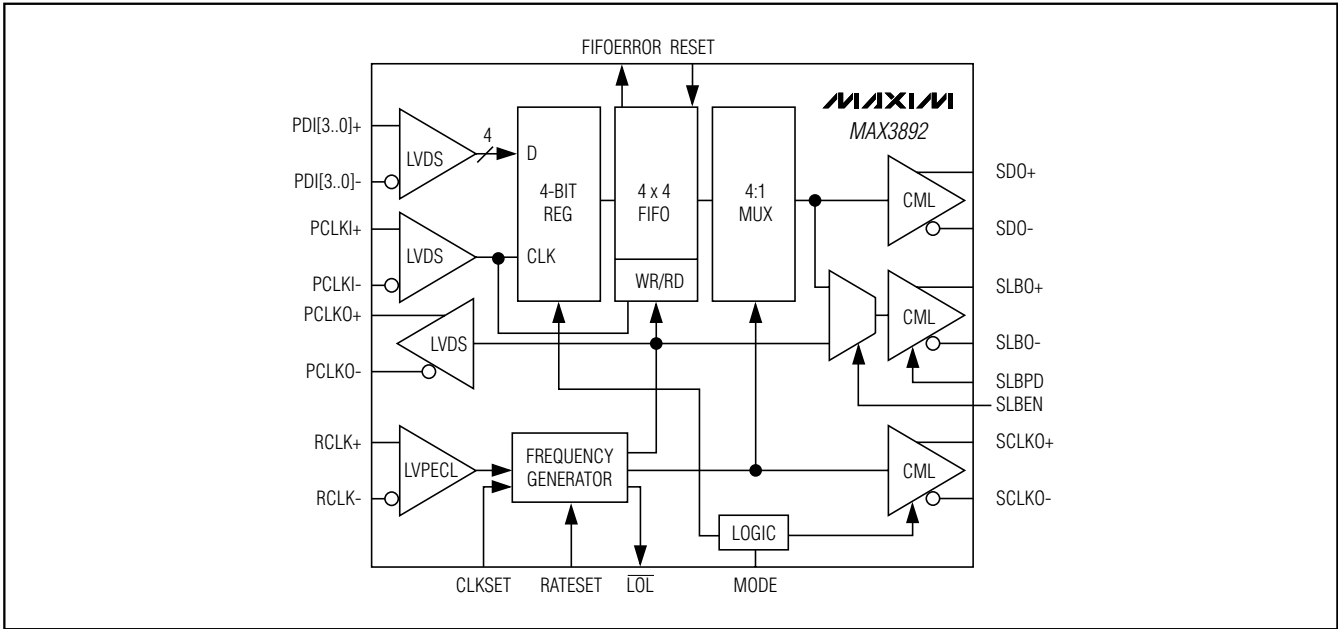 FIFOERROR RESET
MAXIM
MAX3892
PDI[3..0]+
PDI[3..0]-
LVDS
4
D
4-BIT
REG
CLK
4 x 4
FIFO
WR/RD
4:1
MUX
CML
SDO+
SDO-
PCLKI+
PCLKI-
LVDS
PCLKO+
PCLKO-
LVDS
CML
SLBO+
SLBO-
SLBPD
SLBEN
RCLK+
RCLK-
LVPECL
FREQUENCY
GENERATOR
CML
SCLKO+
SCLKO-
LOGIC
CLKSET
RATESET
LOL
MODE